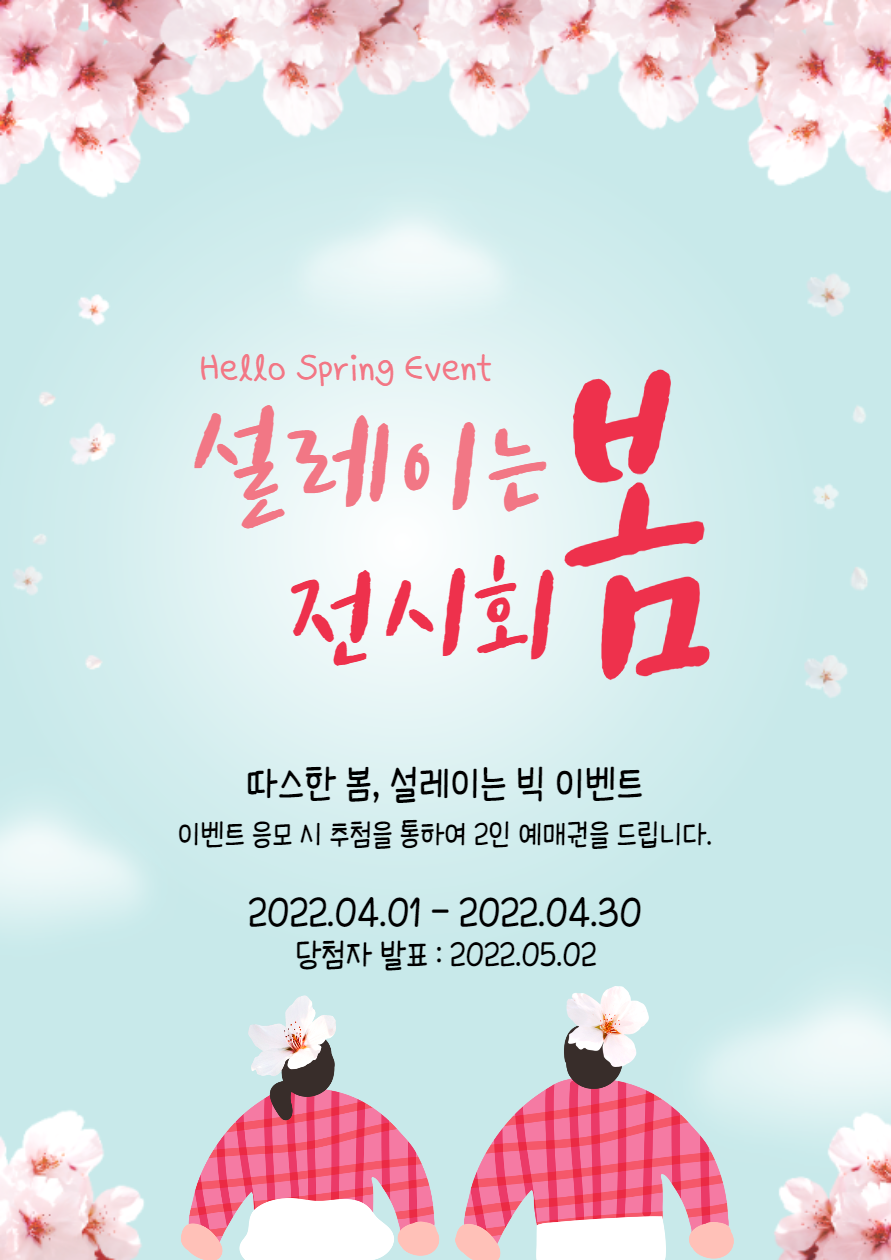 Hello Spring Event
설레이는 봄
전시회
따스한 봄, 설레이는 빅 이벤트
이벤트 응모 시 추첨을 통하여 2인 예매권을 드립니다.
2022.04.01 - 2022.04.30
당첨자 발표 : 2022.05.02